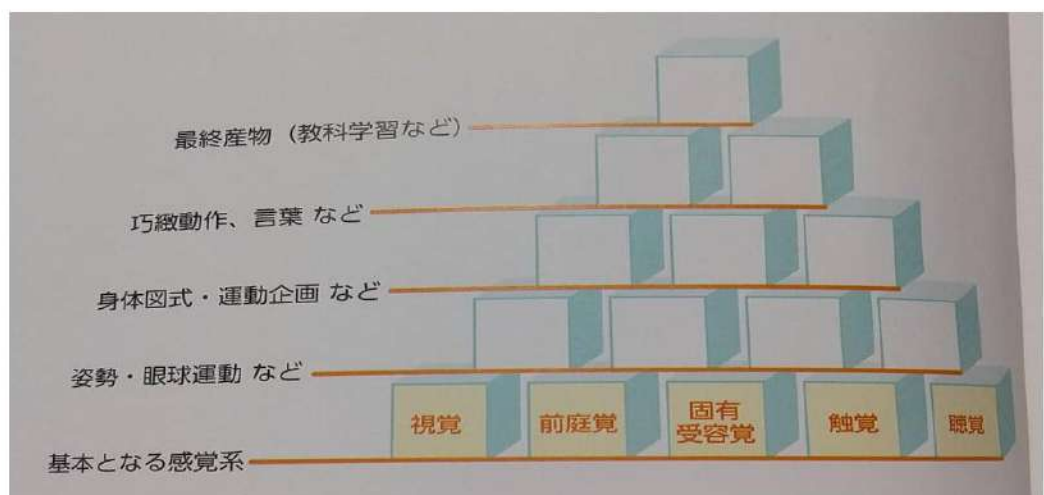 最終産物（教科学習など）
巧緻動作、言葉 など
身体図式・運動企画 など
姿勢・眼球運動 など
視覚
前庭覚
固有
受容覚
触覚
聴覚
基本となる感覚系